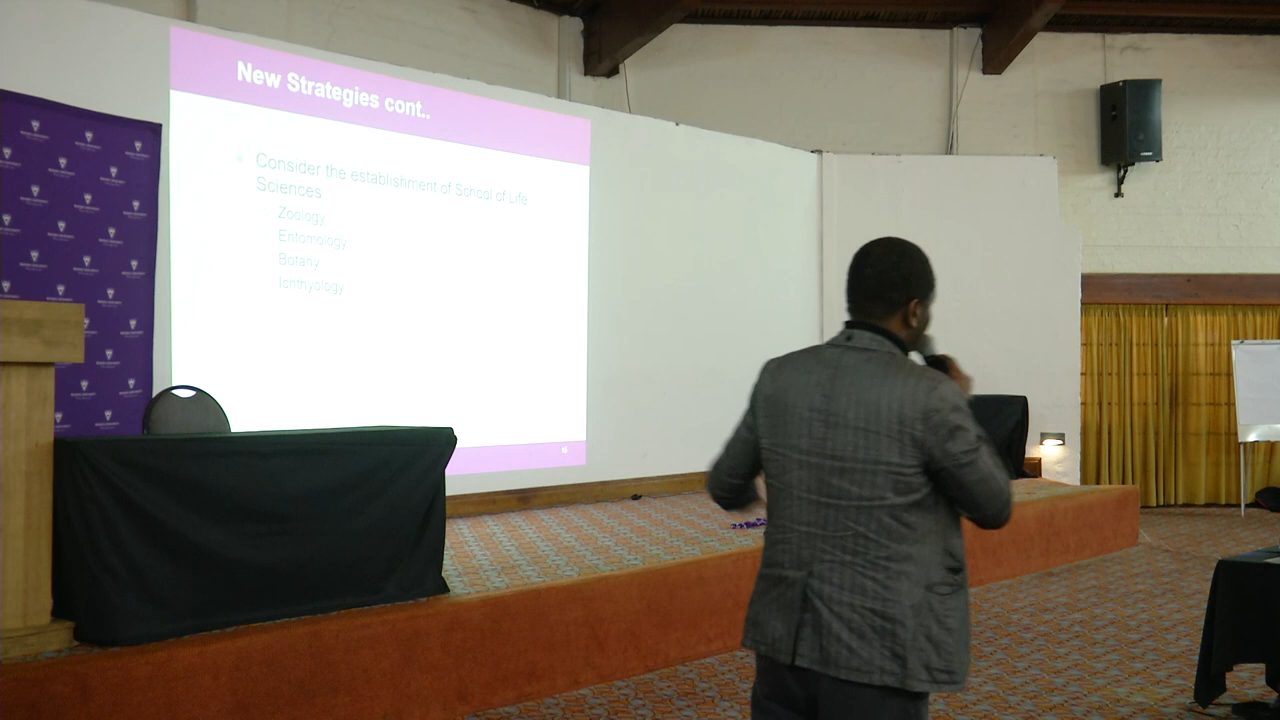 New Strategies cont..
Consider the establishment of School of Life
Sciences
Zoology
Entomology
Botany
Ichthyology